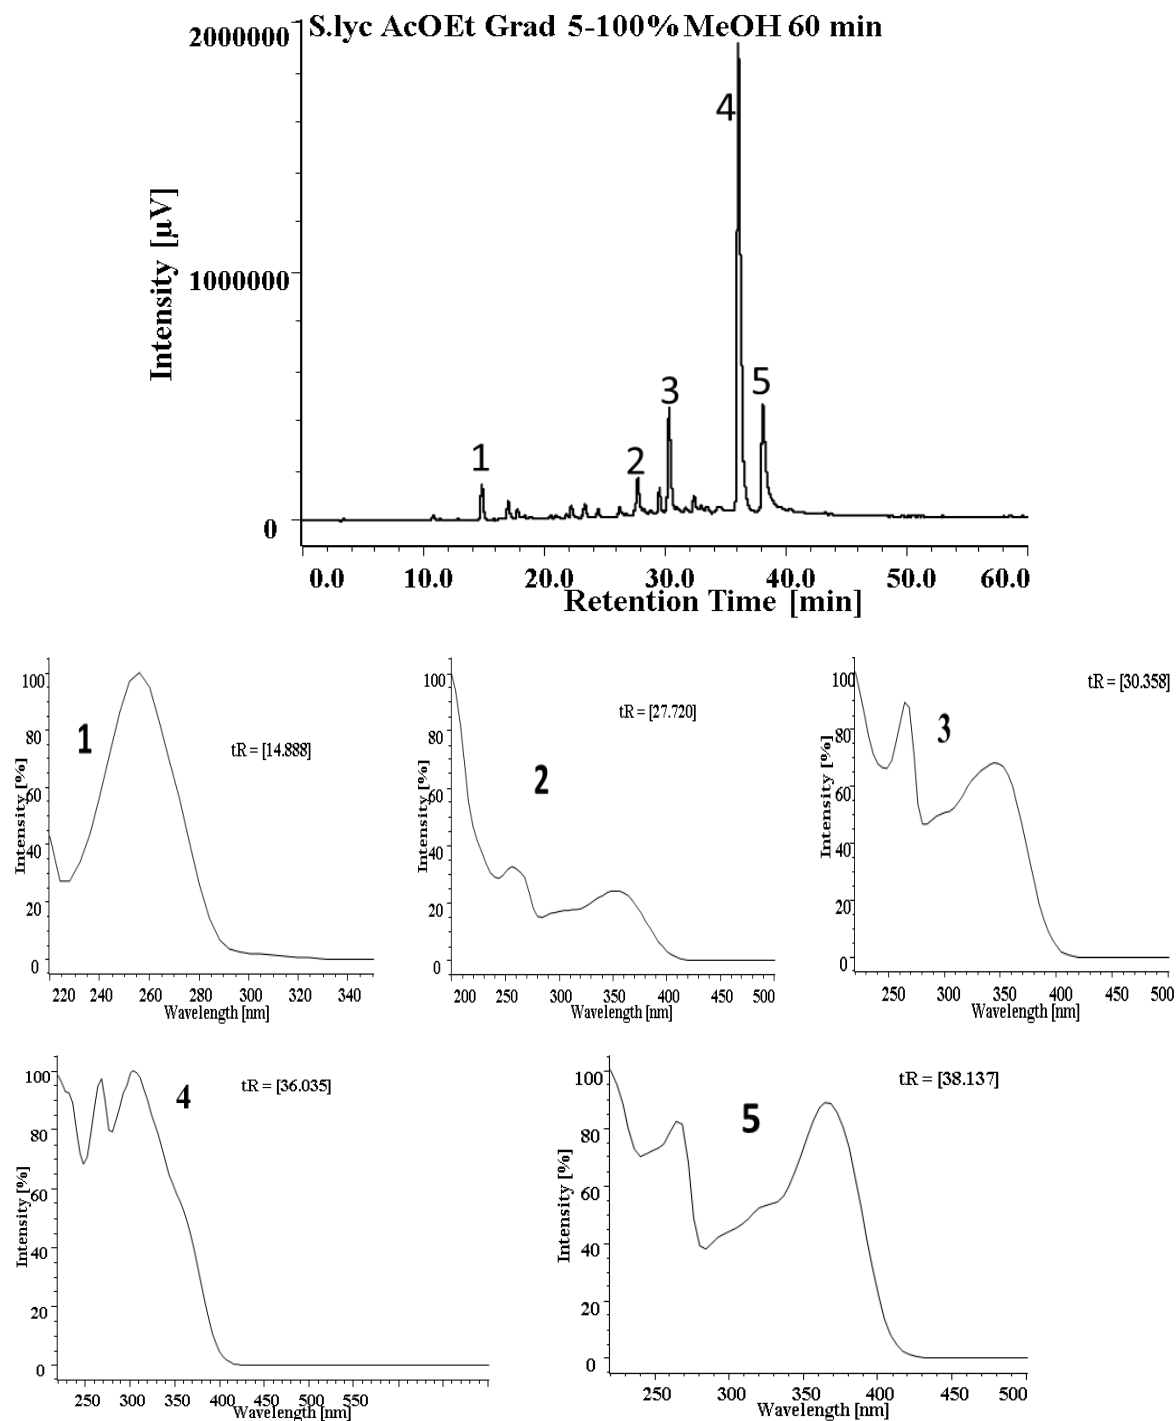 S.lyc AcOEt Grad 5-100% MeOH 60 min
Intensity [µV]
2000000
1000000
0
1
2
3
4
5
0.0 10.0 20.0 30.0 40.0 50.0 60.0
Retention Time [min]
1
tR = [14.888]
Intensity [%]
100
80
60
40
20
0
220 240 260 280 300 320 340
Wavelength [nm]
2
tR = [27.720]
Intensity [%]
100
80
60
40
20
0
200 250 300 350 400 450 500
Wavelength [nm]
3
tR = [30.358]
Intensity [%]
100
80
60
40
20
0
250 300 350 400 450 500
Wavelength [nm]
4
tR = [36.035]
Intensity [%]
100
80
60
40
20
0
250 300 350 400 450 500 550
Wavelength [nm]
5
tR = [38.137]
Intensity [%]
100
80
60
40
20
0
250 300 350 400 450 500
Wavelength [nm]